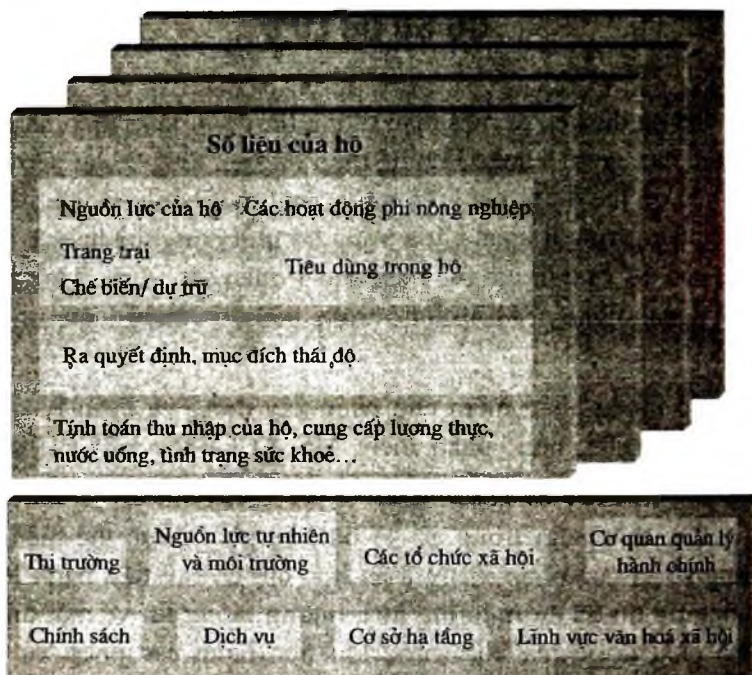 Số liệu của hộ
Nguồn lực của hộ Các hoạt động phi nông nghiệp
Trang trại
Tiêu dùng trong hộ
Chế biến/ dự trữ
Ra quyết định, mục đích thái độ
Tính toán thu nhập của hộ, cung cấp lương thực,
nước uống, tình trạng sức khoẻ...
Thị trường
Nguồn lực tự nhiên
và môi trường
Các tổ chức xã hội
Cơ quan quản lý
hành chính
Chính sách Dịch vụ Cơ sở hạ tầng Lĩnh vực văn hoá xã hội